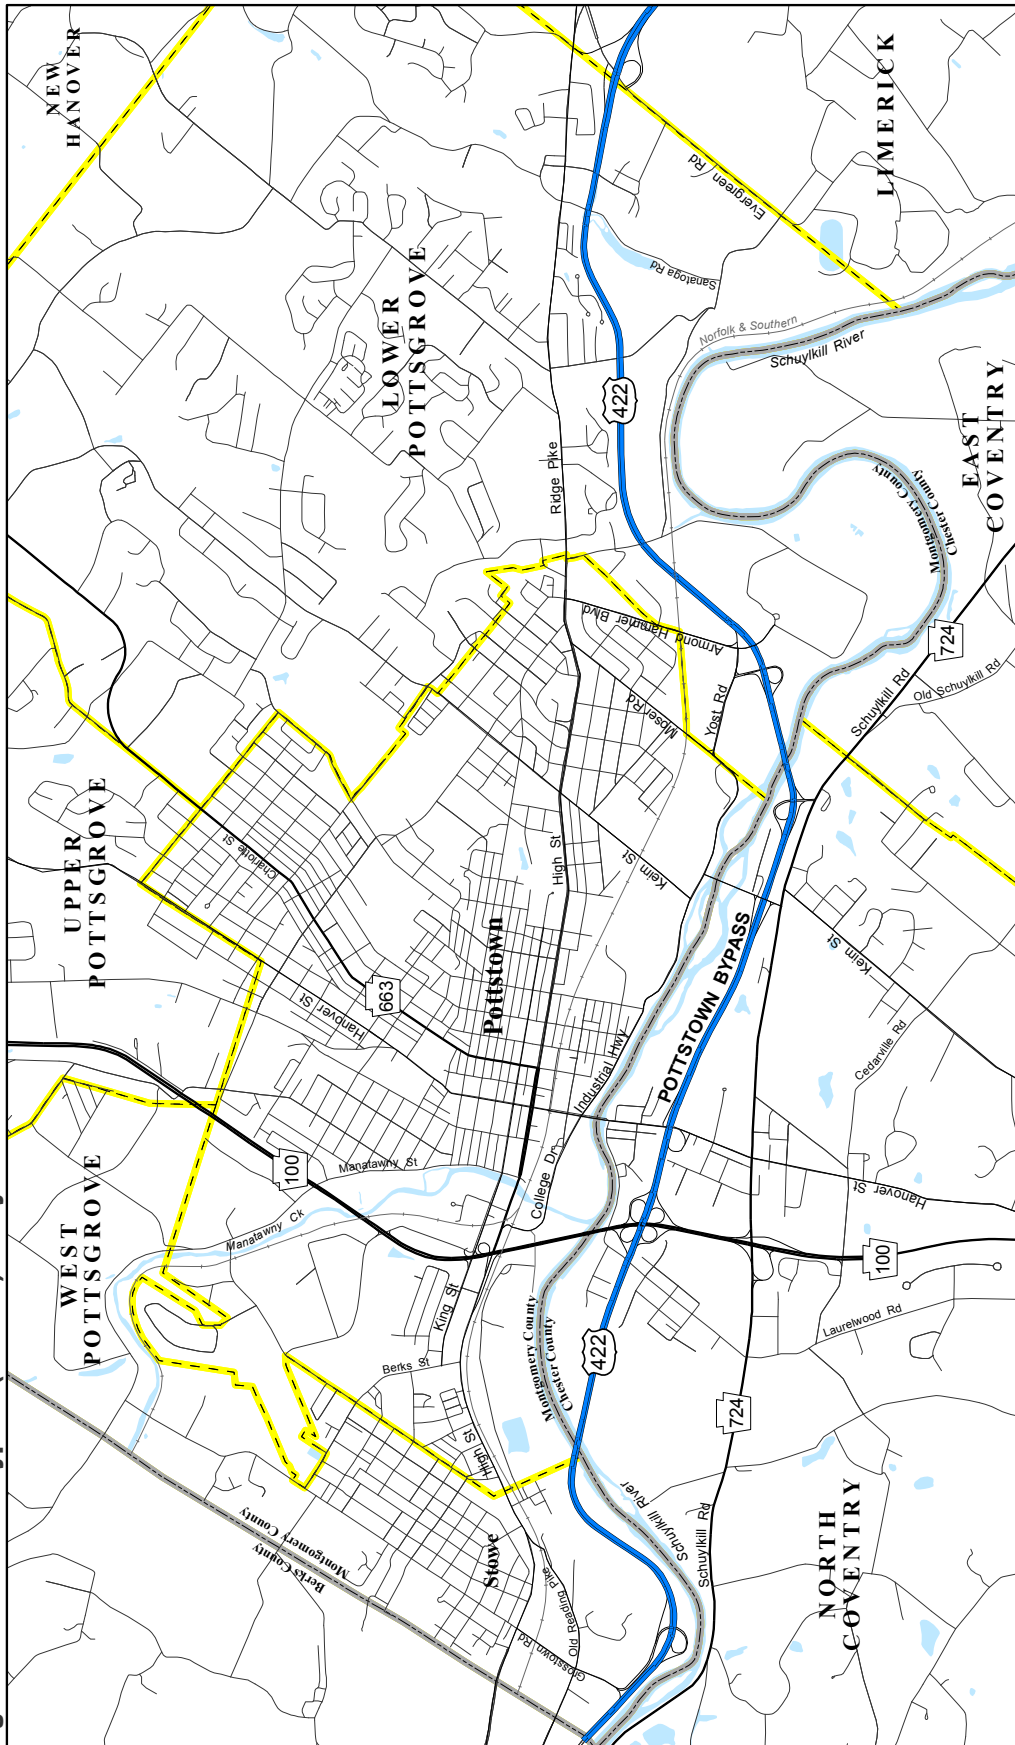 NEW
HANOVER
LIMERICK
LOWER
POTTSGROVE
UPPER
POTTSGROVE
WEST
POTTSGROVE
EAST
COVENTRY
NORTH
COVENTRY
Pottstown
Stowe
POTTSTOWN BYPASS
Evergreen Rd
Sanatoga Rd
Norfolk & Southern
Schuylkill River
422
Ridge Pike
Montgomery County
Chester County
Armond Hammer Blvd
724
Schuylkill Rd
Old Schuylkill Rd
Moser Rd
Yost Rd
Charlotte St
High St
Keim St
Keim St
663
Hanover St
Industrial Hwy
Cedarville Rd
100
Manatawny St
College Dr
Hanover St
Manatawny Ck
100
King St
Montgomery County
Chester County
Laurelwood Rd
Berks St
422
724
High St
Schuylkill River
Schuylkill Rd
Berks County
Montgomery County
Old Reading Pike
Grosstown Rd